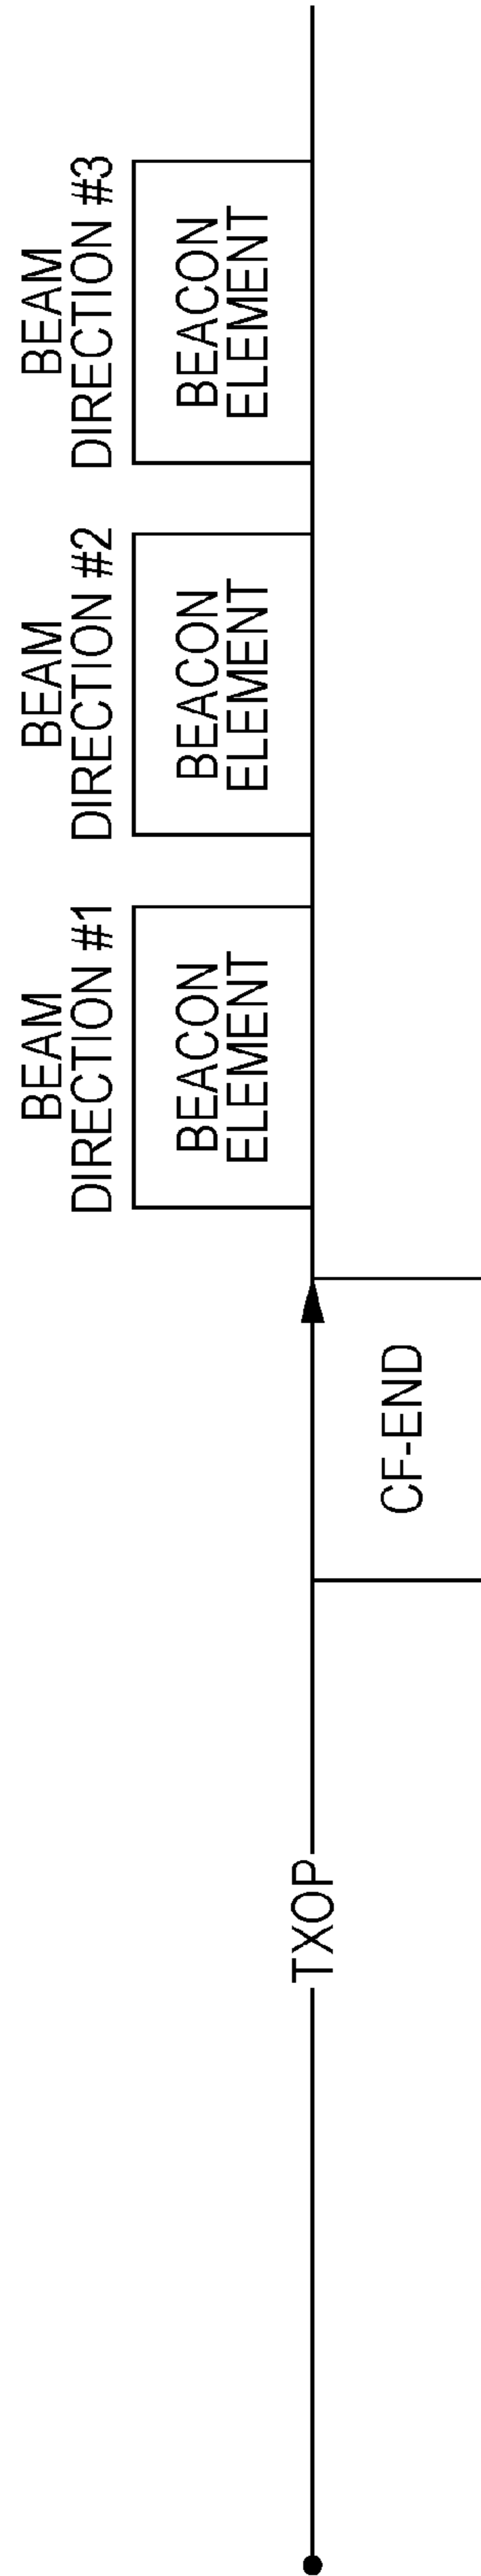 TXOP
CF-END
BEAM
DIRECTION #1
BEACON
ELEMENT
BEAM
DIRECTION #2
BEACON
ELEMENT
BEAM
DIRECTION #3
BEACON
ELEMENT